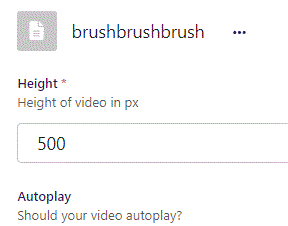 brushbrushbrush ...
Height *
Height of video in px
500
Autoplay
Should your video autoplay?